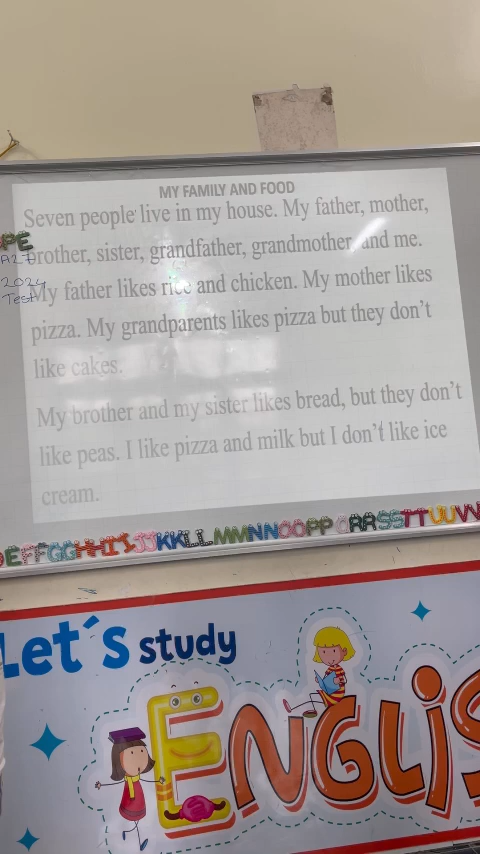 MY FAMILY AND FOOD
Seven people live in my house. My father, mother,
brother, sister, grandfather, grandmother and me.
My father likes rice and chicken. My mother likes
pizza. My grandparents likes pizza but they don't
like cakes.
My brother and my sister likes bread, but they don't
like peas. I like pizza and milk but I don't like ice
cream.
PE
2024
Test
EFFGGHHIIJJKKLLMMNNOOPPQRRSSTTUUVV
Let's study
ENGLIS